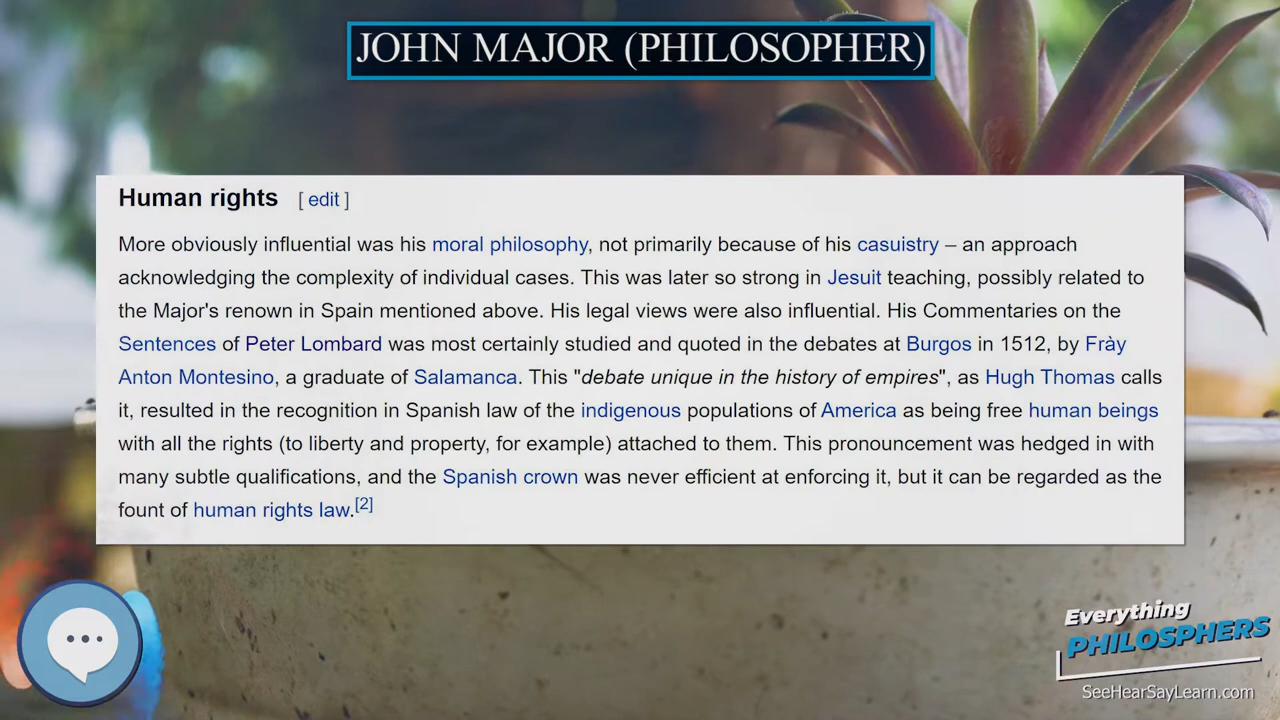 JOHN MAJOR (PHILOSOPHER)
Human rights [ edit ]
More obviously influential was his moral philosophy, not primarily because of his casuistry – an approach
acknowledging the complexity of individual cases. This was later so strong in Jesuit teaching, possibly related to
the Major's renown in Spain mentioned above. His legal views were also influential. His Commentaries on the
Sentences of Peter Lombard was most certainly studied and quoted in the debates at Burgos in 1512, by Frày
Anton Montesino, a graduate of Salamanca. This "debate unique in the history of empires", as Hugh Thomas calls
it, resulted in the recognition in Spanish law of the indigenous populations of America as being free human beings
with all the rights (to liberty and property, for example) attached to them. This pronouncement was hedged in with
many subtle qualifications, and the Spanish crown was never efficient at enforcing it, but it can be regarded as the
fount of human rights law.[2]
Everything
PHILOSPHERS
SeeHearSayLearn.com